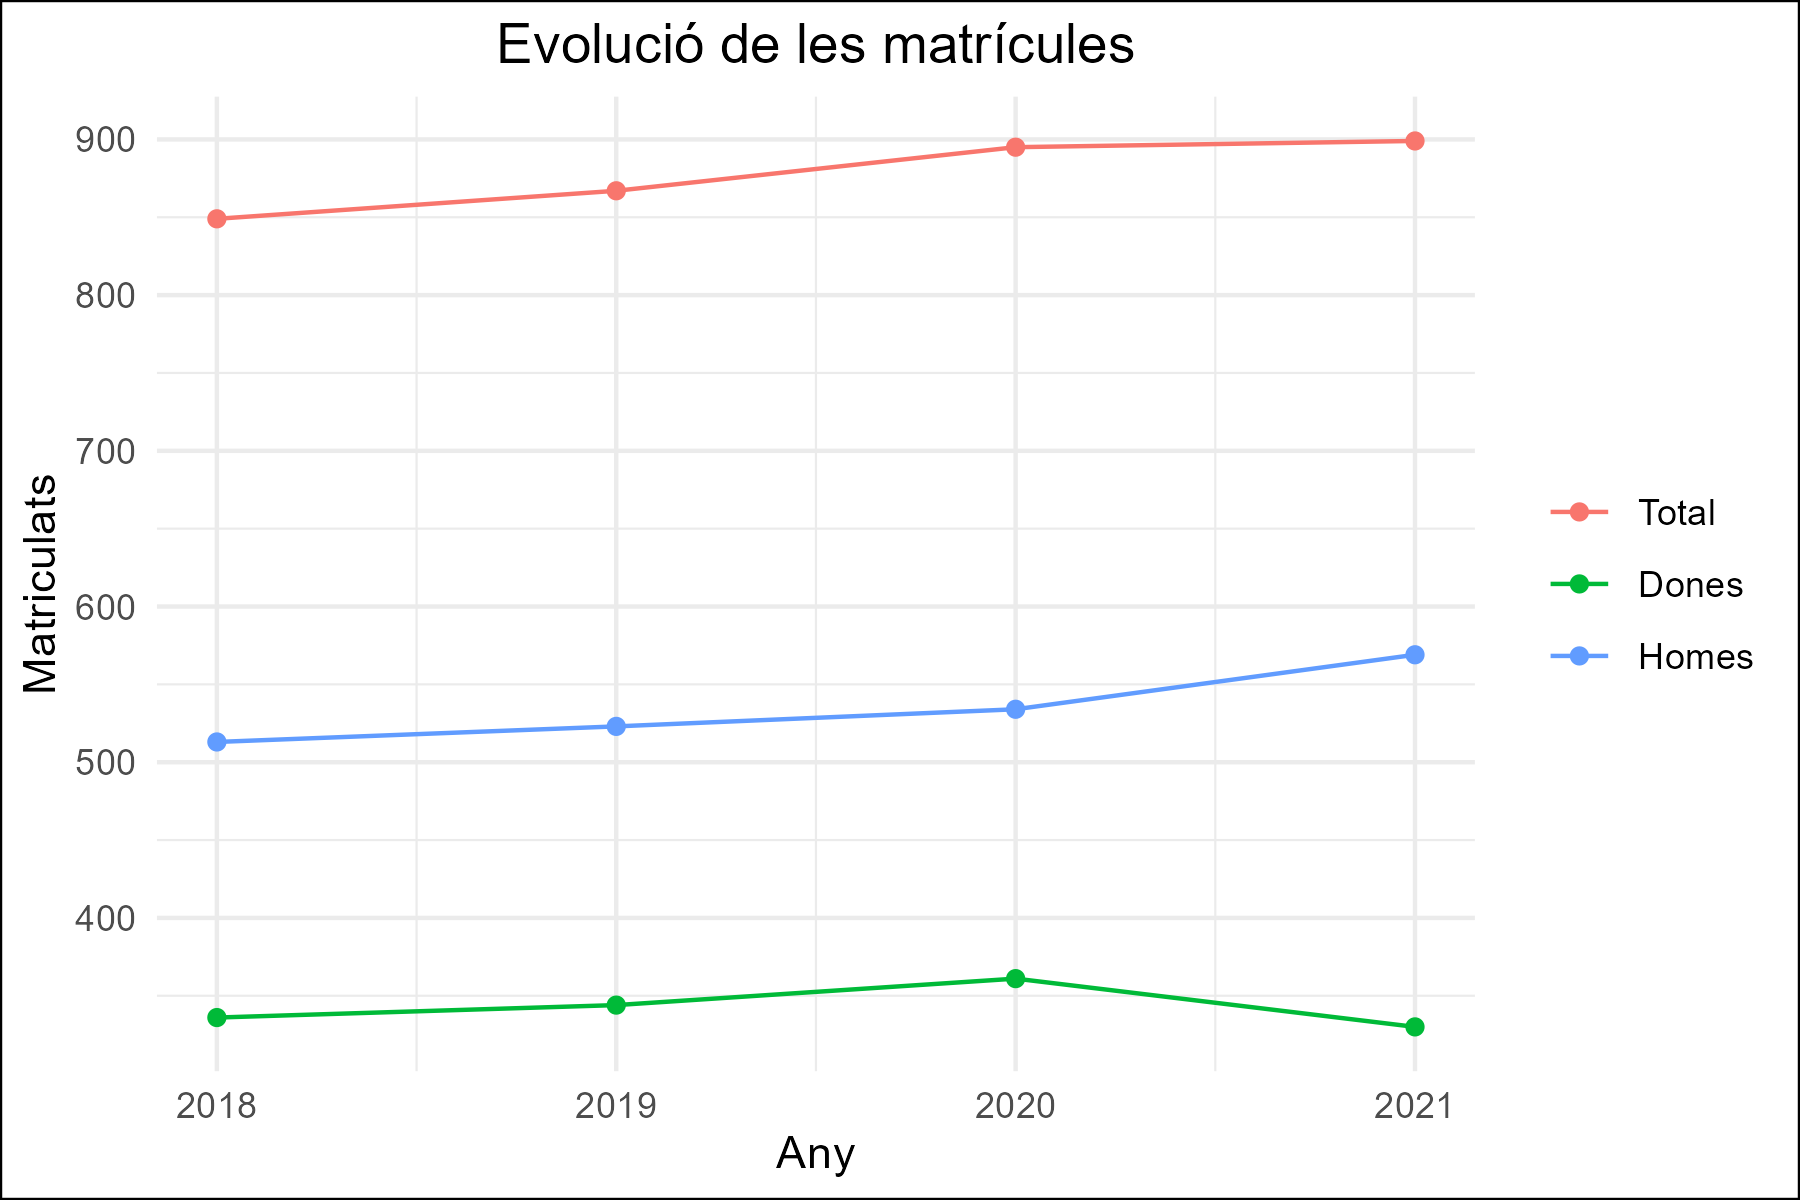 Evolució de les matrícules
Matriculats
900
800
700
600
500
400
2018
2019
2020
2021
Any
Total
Dones
Homes